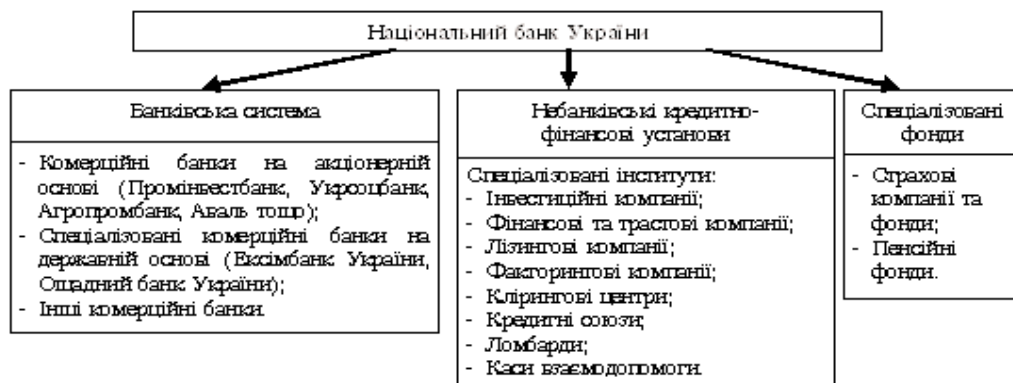 Національний банк України
Банківська система
- Комерційні банки на акціонерній
основі (Промінвестбанк, Укрсоцбанк,
Агропромбанк, Аваль тощо);
- Спеціалізовані комерційні банки на
державній основі (Ексімбанк України,
Ощадний банк України);
- Інші комерційні банки.
Небанківські кредитно-
фінансові установи
Спеціалізовані інститути:
- Інвестиційні компанії;
- Фінансові та трастові компанії;
- Лізингові компанії;
- Факторингові компанії;
- Клірингові центри;
- Кредитні союзи;
- Ломбарди;
- Каси взаємодопомоги.
Спеціалізовані
фонди
- Страхові
компанії та
фонди;
- Пенсійні
фонди.